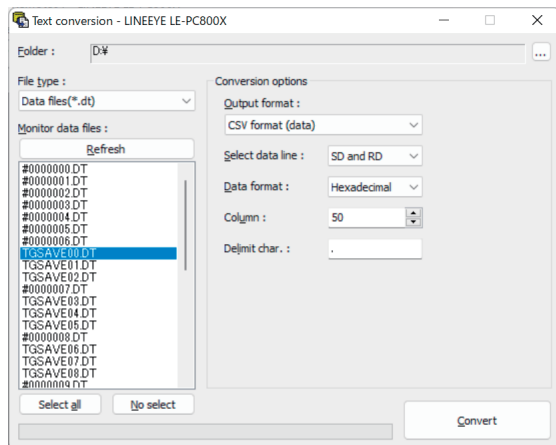 Text conversion - LINEEYE LE-PC800X
Folder :
D:¥
...
File type :
Data files(*.dt)
Monitor data files :
Refresh
#0000000.DT
#0000001.DT
#0000002.DT
#0000003.DT
#0000004.DT
#0000005.DT
#0000006.DT
TGSAVE00.DT
TGSAVE01.DT
TGSAVE02.DT
#0000007.DT
TGSAVE03.DT
TGSAVE04.DT
TGSAVE05.DT
#0000008.DT
TGSAVE06.DT
TGSAVE07.DT
TGSAVE08.DT
#0000009.DT
Select all
No select
Conversion options
Output format :
CSV format (data)
Select data line :
SD and RD
Data format :
Hexadecimal
Column :
50
Delimit char. :
.
Convert